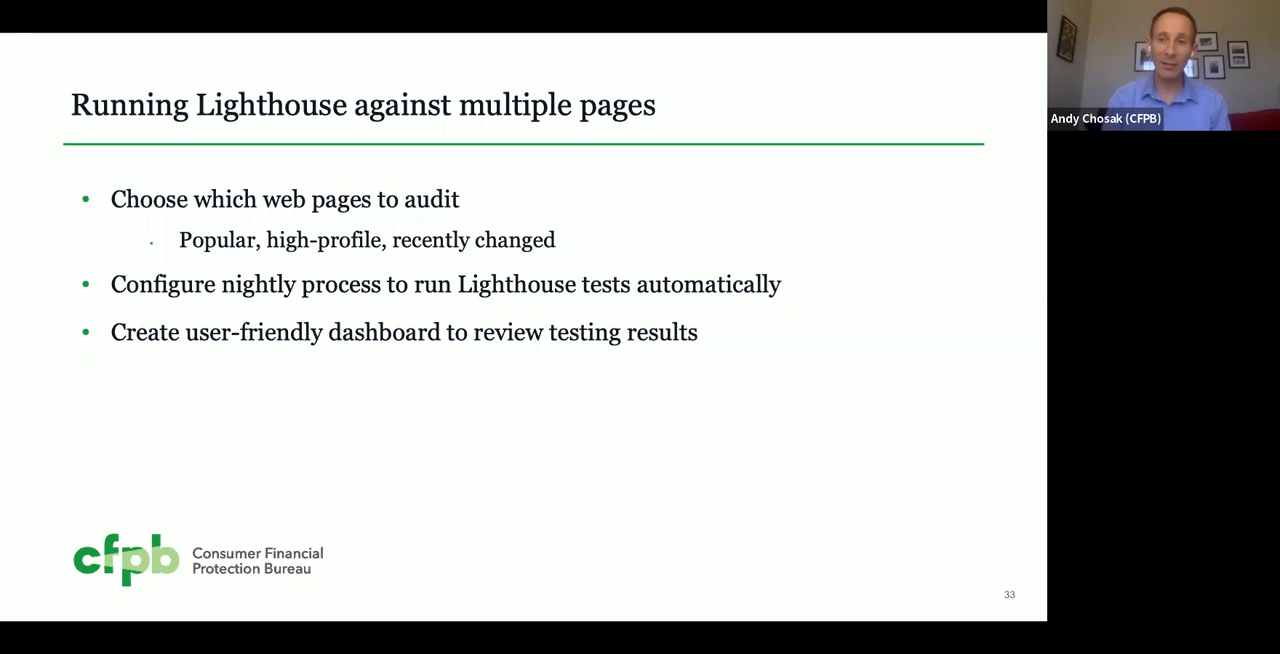 Running Lighthouse against multiple pages
• Choose which web pages to audit
• Popular, high-profile, recently changed
• Configure nightly process to run Lighthouse tests automatically
• Create user-friendly dashboard to review testing results
cfpb
Consumer Financial
Protection Bureau
33
Andy Chosak (CFPB)